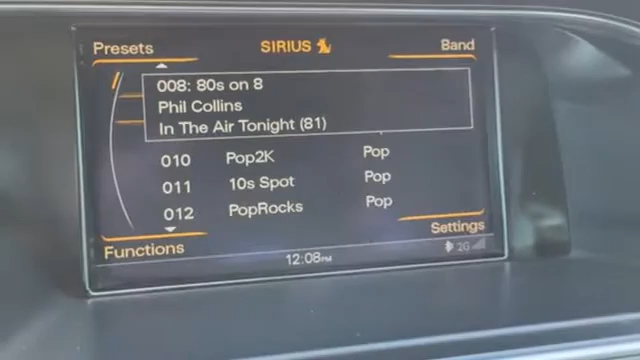 Presets SIRIUS Band
008: 80s on 8
Phil Collins
In The Air Tonight (81)
010 Pop2K Pop
011 10s Spot Pop
012 PopRocks Pop
Functions Settings
12:08PM 2G